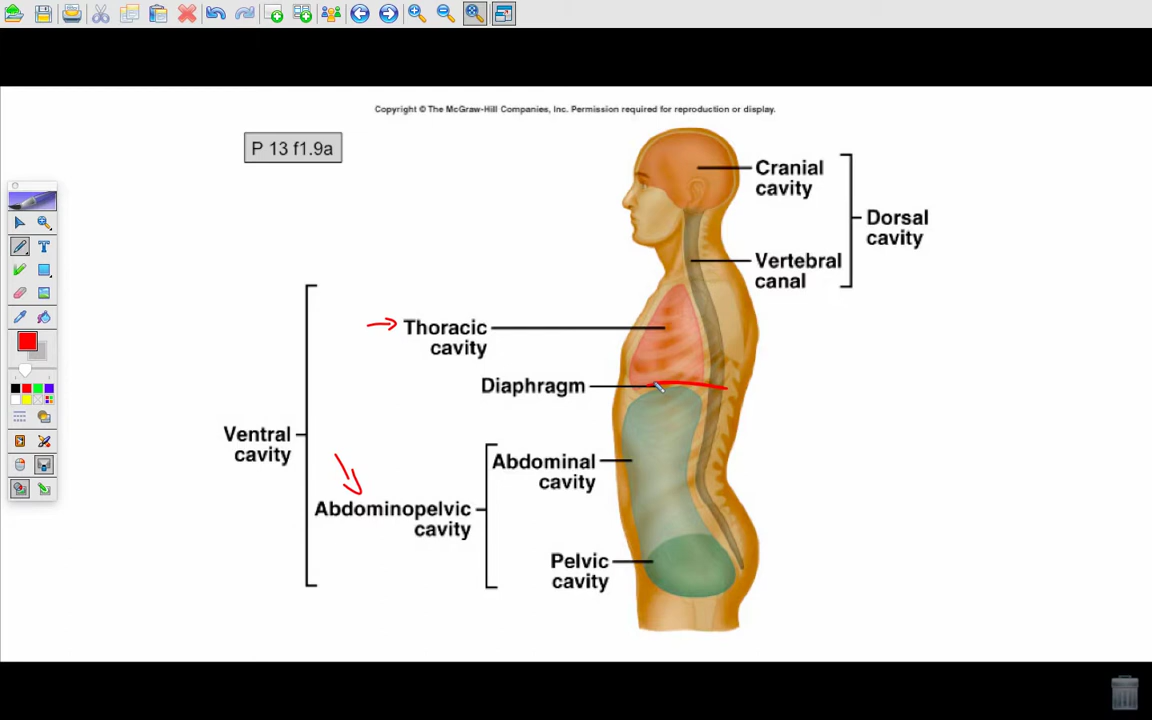 Copyright © The McGraw-Hill Companies, Inc. Permission required for reproduction or display.
P 13 f1.9a
Cranial
cavity
Dorsal
cavity
Vertebral
canal
Thoracic
cavity
Diaphragm
Ventral
cavity
Abdominal
cavity
Abdominopelvic
cavity
Pelvic
cavity
T